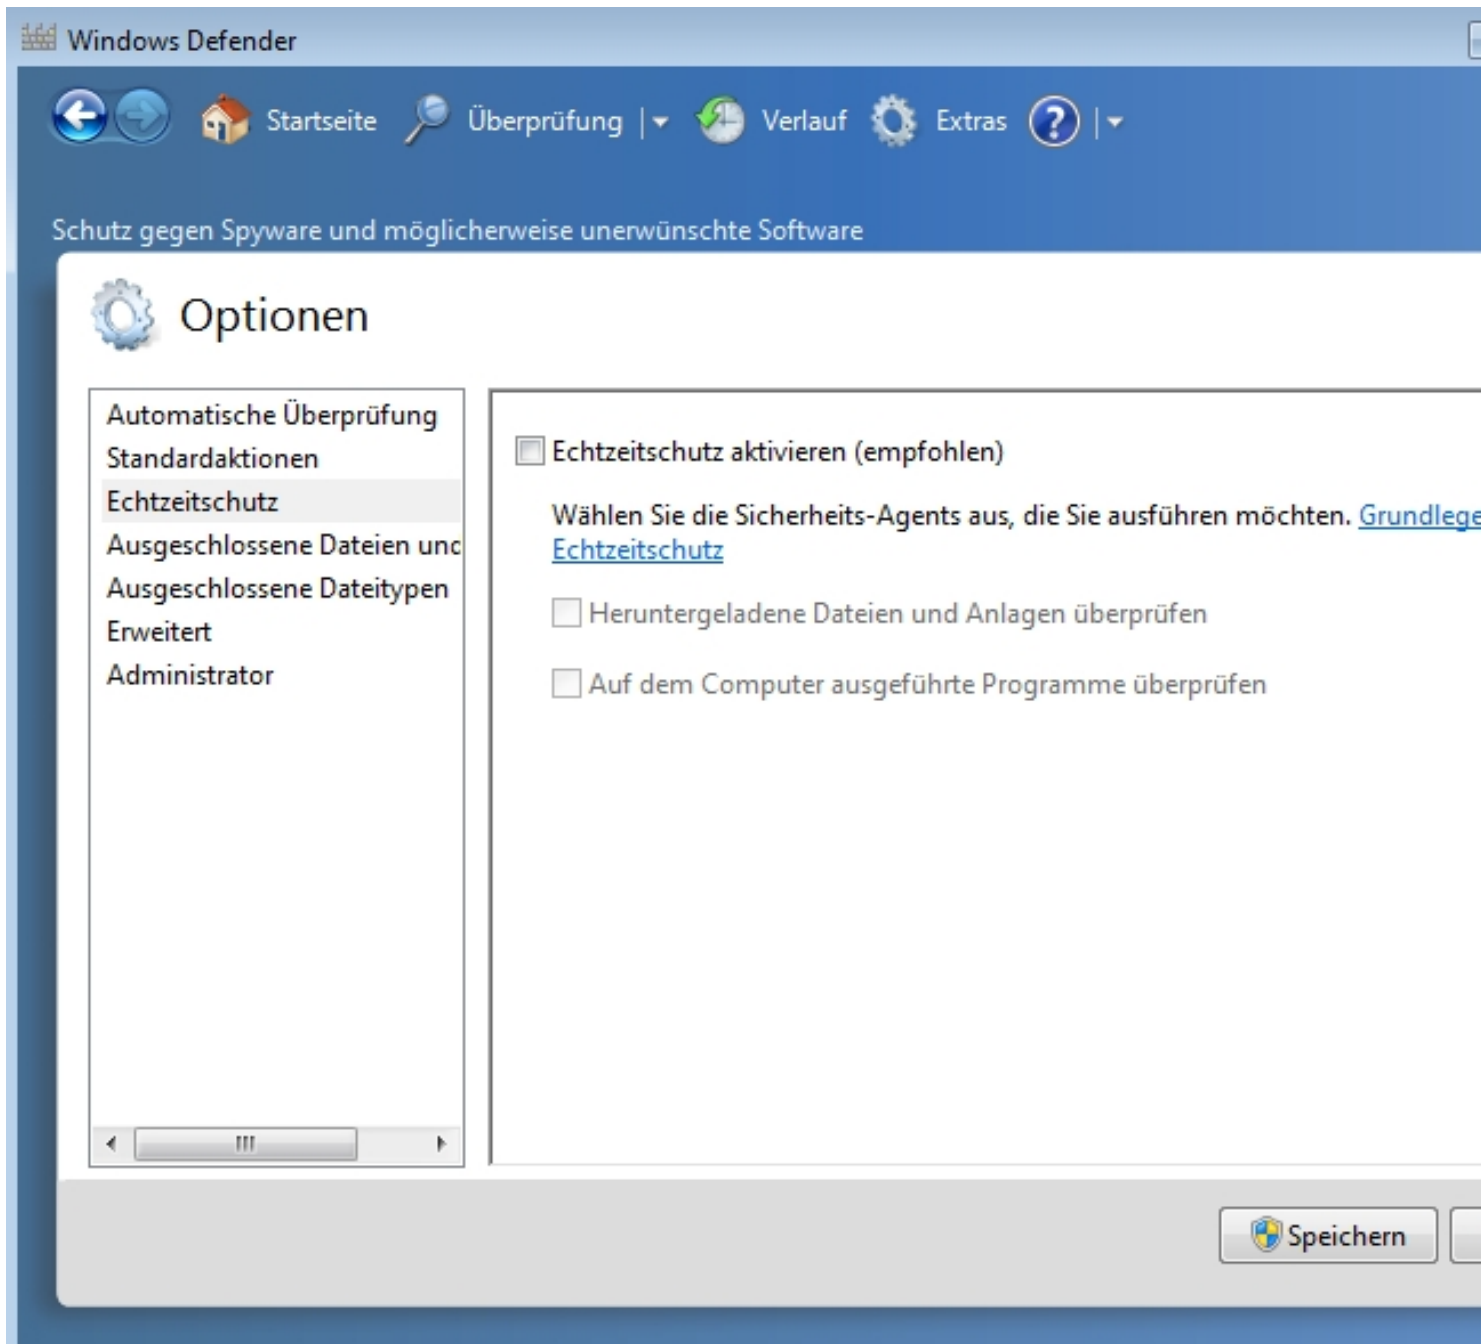 Windows Defender
Startseite Überprüfung Verlauf Extras ?
Schutz gegen Spyware und möglicherweise unerwünschte Software
Optionen
Automatische Überprüfung
Standardaktionen
Echtzeitschutz
Ausgeschlossene Dateien und
Ausgeschlossene Dateitypen
Erweitert
Administrator
Echtzeitschutz aktivieren (empfohlen)
Wählen Sie die Sicherheits-Agents aus, die Sie ausführen möchten. Grundlege
Echtzeitschutz
Heruntergeladene Dateien und Anlagen überprüfen
Auf dem Computer ausgeführte Programme überprüfen
Speichern